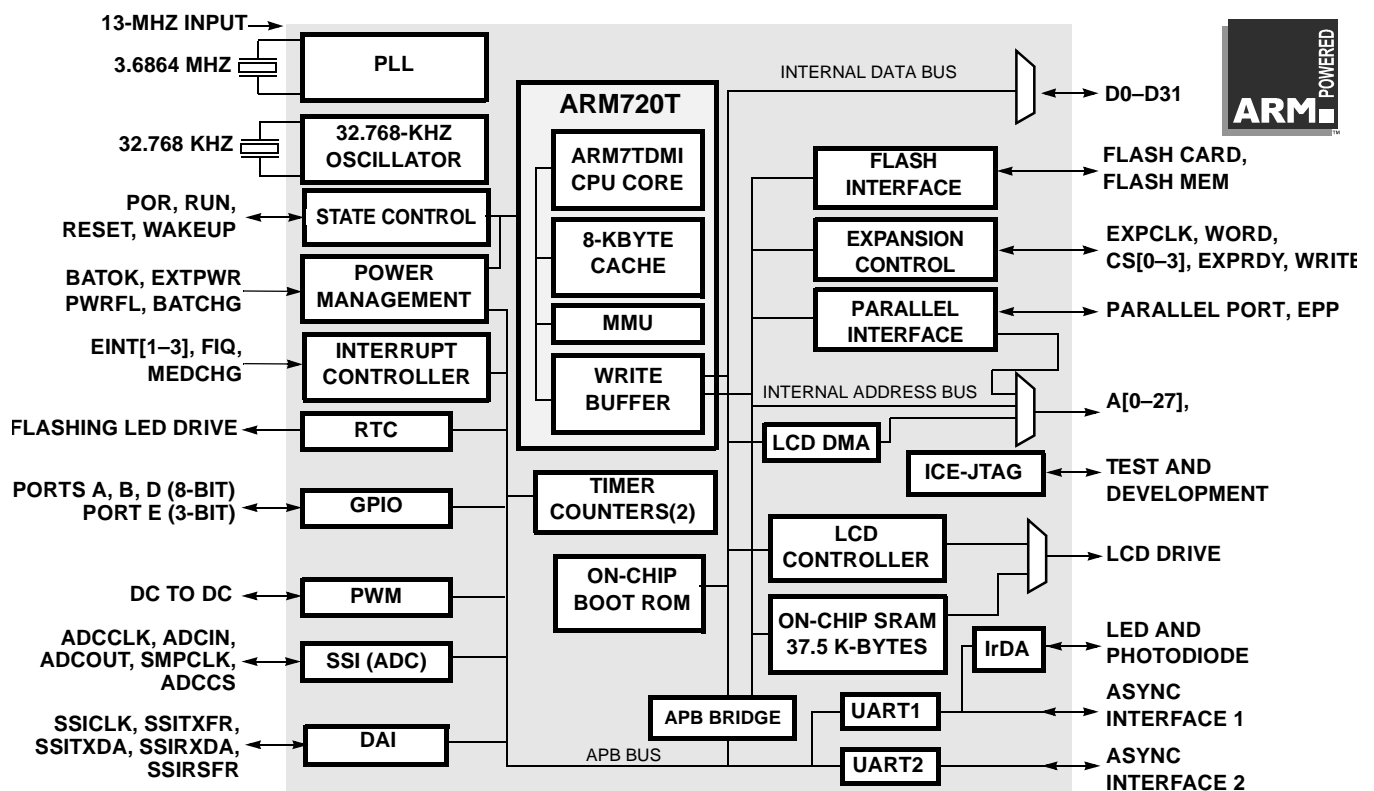 13-MHZ INPUT
3.6864 MHZ
PLL
32.768 KHZ
32.768-KHZ
OSCILLATOR
POR, RUN,
RESET, WAKEUP
STATE CONTROL
BATOK, EXTPWR
PWRFL, BATCHG
POWER
MANAGEMENT
EINT[1–3], FIQ,
MEDCHG
INTERRUPT
CONTROLLER
FLASHING LED DRIVE
RTC
PORTS A, B, D (8-BIT)
PORT E (3-BIT)
GPIO
DC TO DC
PWM
ADCCLK, ADCIN,
ADCOUT, SMPCLK,
ADCCS
SSI (ADC)
SSICLK, SSITXFR,
SSITXDA, SSIRXDA,
SSIRSFR
DAI
ARM720T
ARM7TDMI
CPU CORE
8-KBYTE
CACHE
MMU
WRITE
BUFFER
TIMER
COUNTERS(2)
ON-CHIP
BOOT ROM
APB BUS
INTERNAL DATA BUS
D0–D31
FLASH
INTERFACE
FLASH CARD,
FLASH MEM
EXPANSION
CONTROL
EXPCLK, WORD,
CS[0–3], EXPRDY, WRITE
PARALLEL
INTERFACE
PARALLEL PORT, EPP
INTERNAL ADDRESS BUS
A[0–27],
LCD DMA
ICE-JTAG
TEST AND
DEVELOPMENT
LCD
CONTROLLER
LCD DRIVE
ON-CHIP SRAM
37.5 K-BYTES
IrDA
LED AND
PHOTODIODE
APB BRIDGE
UART1
ASYNC
INTERFACE 1
UART2
ASYNC
INTERFACE 2
ARM
POWERED
™